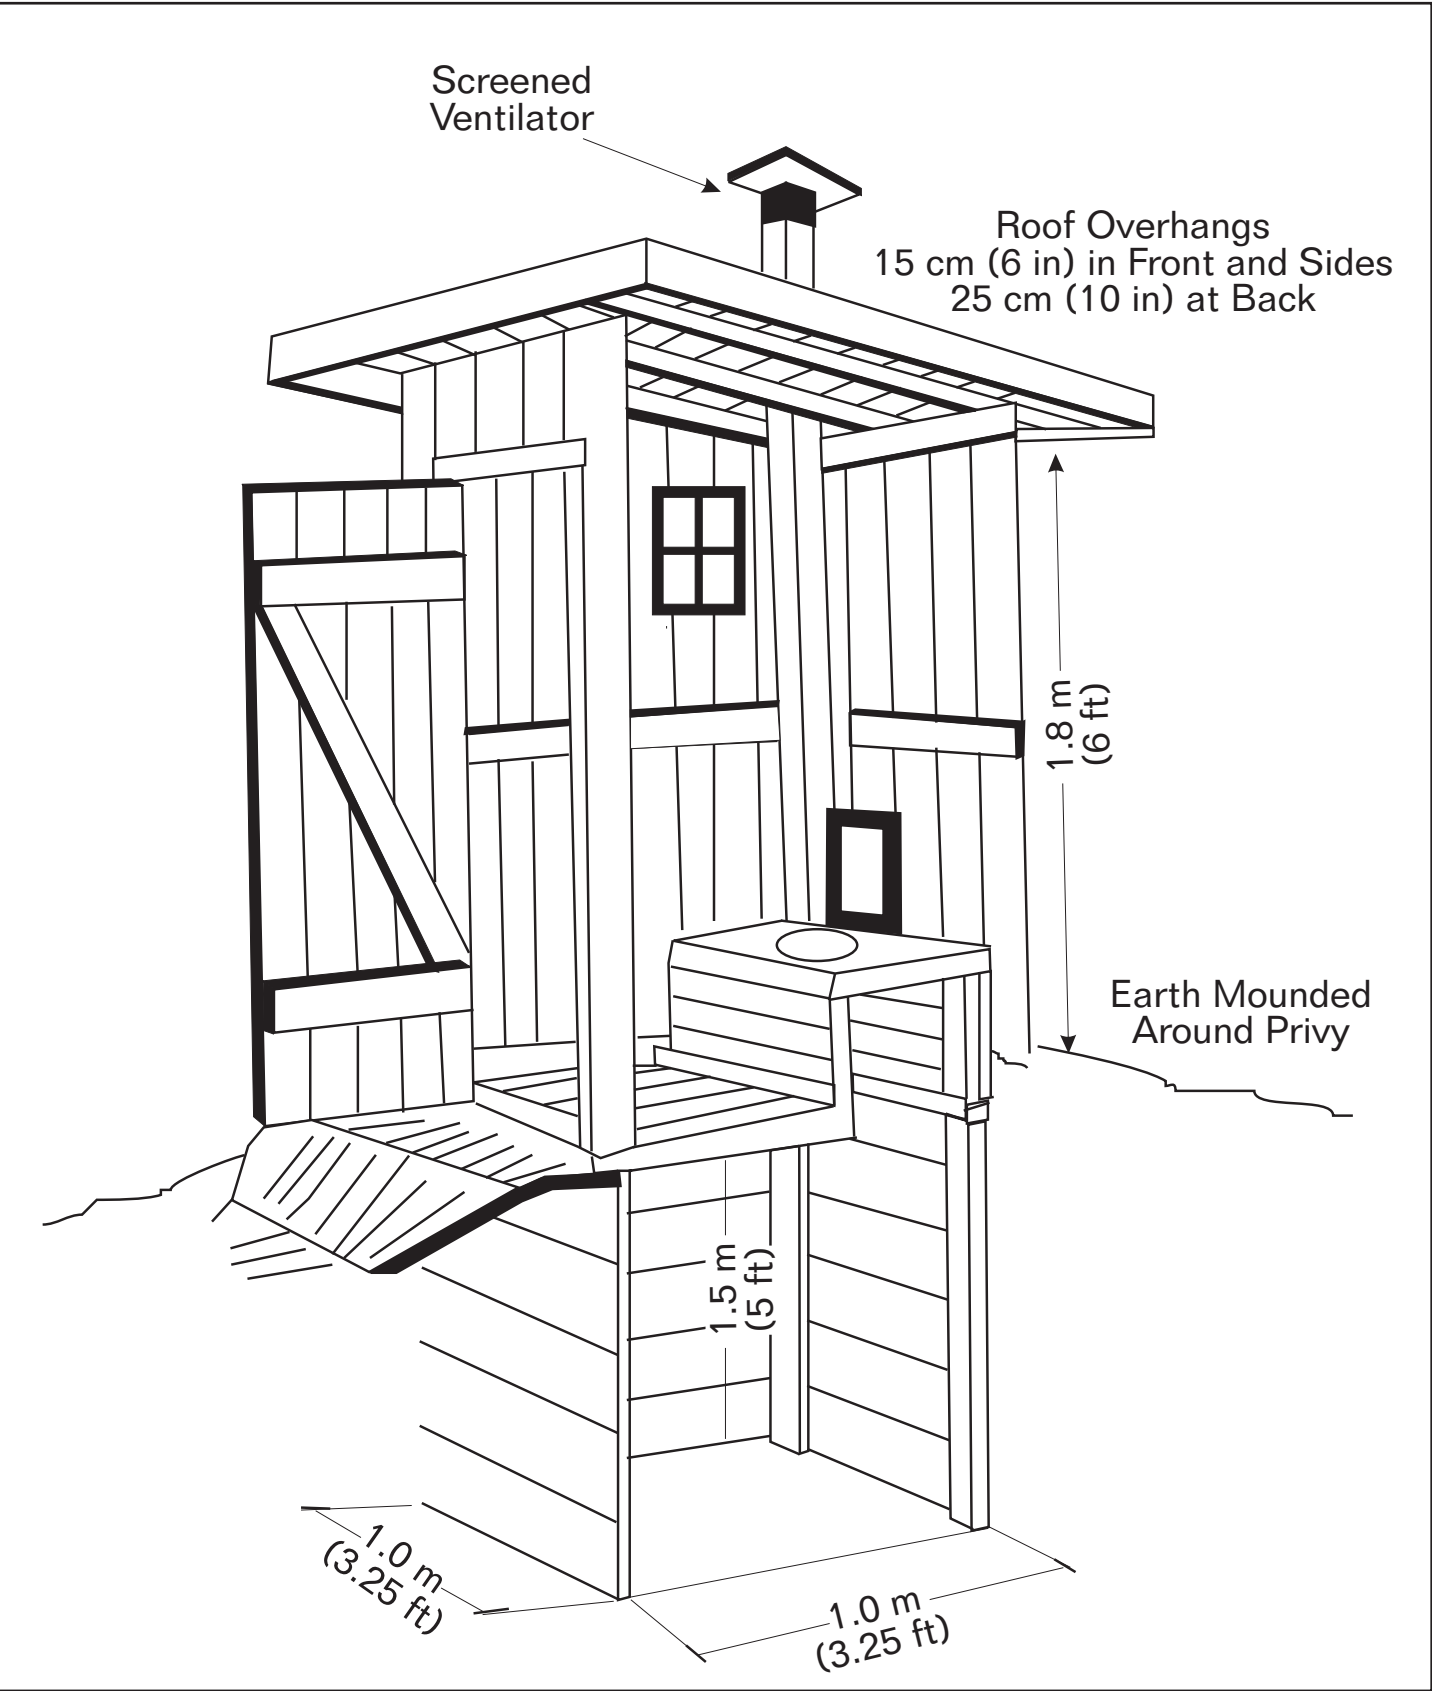 Screened
Ventilator
Roof Overhangs
15 cm (6 in) in Front and Sides
25 cm (10 in) at Back
1.8 m
(6 ft)
Earth Mounded
Around Privy
1.5 m
(5 ft)
1.0 m
(3.25 ft)
1.0 m
(3.25 ft)